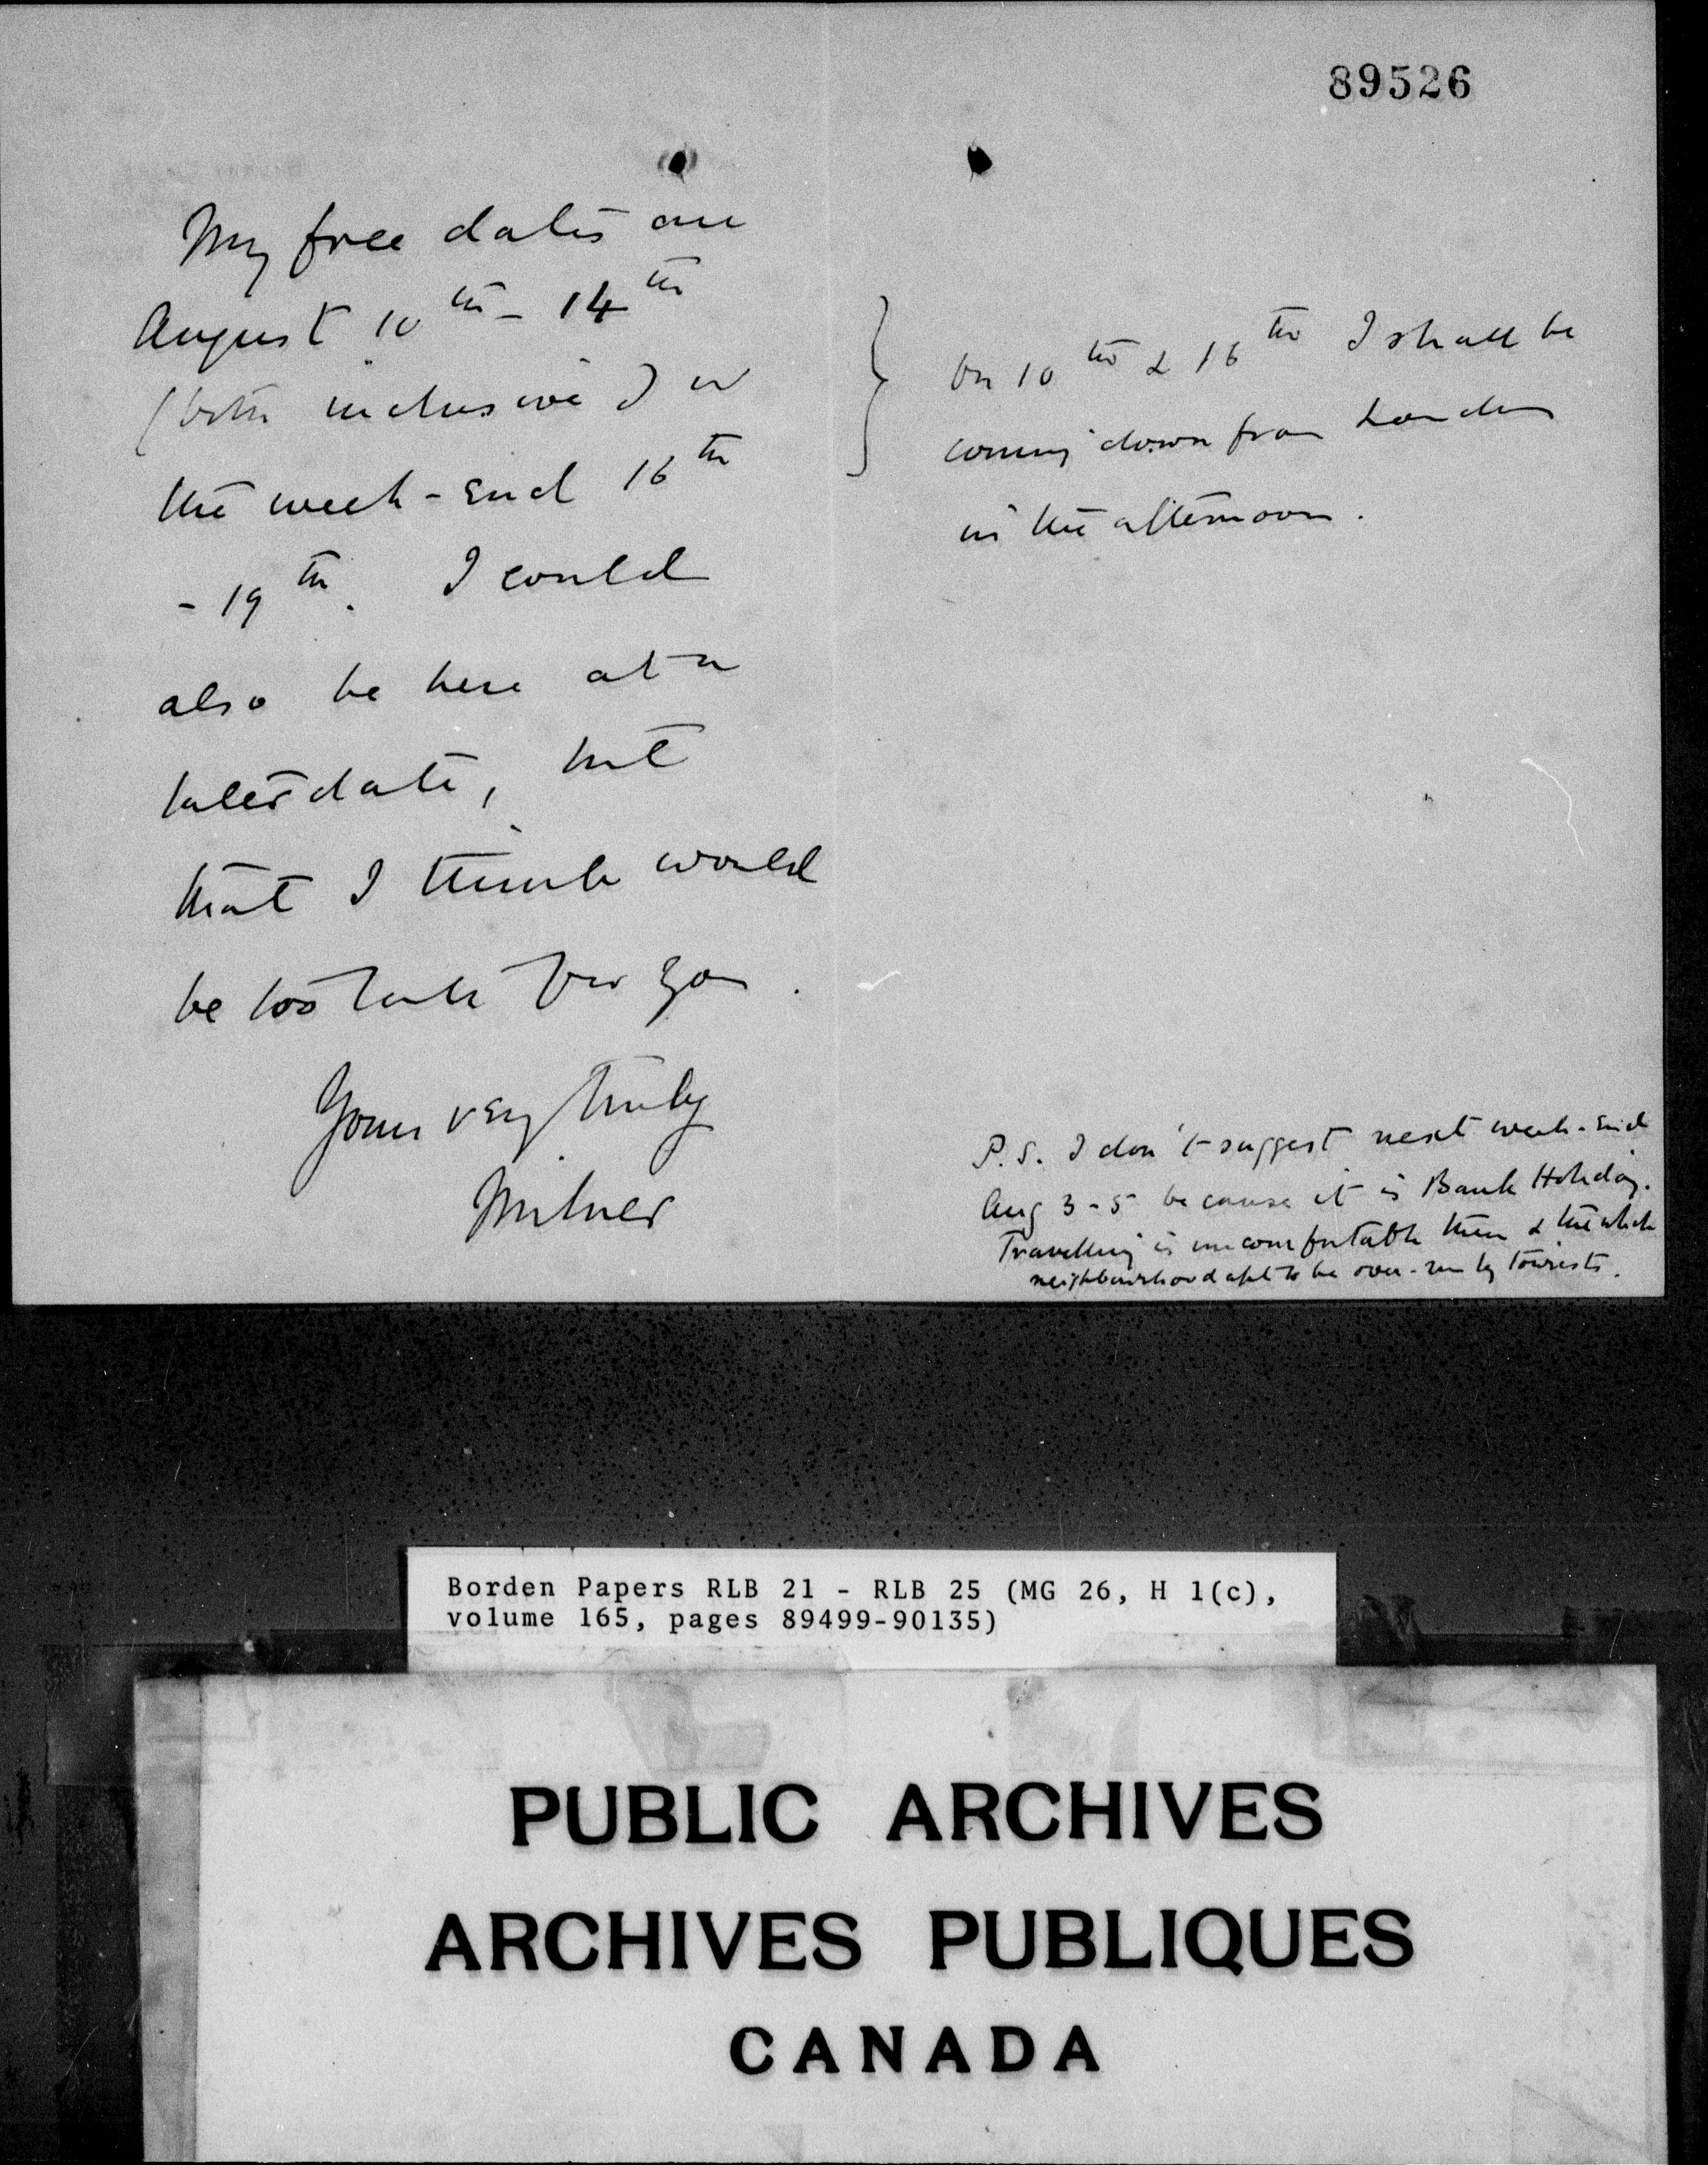 89526
My free dates are
August 10th - 14th
(both inclusive) or
the week-end 16th
- 19th. I could
also be here at a
later date, but
that I think would
be too late for you.
Yours very truly
Milner
} On 10th & 16th I shall be
coming down from London
in the afternoon.
P.S. I don't suggest next week-end
Aug 3-5 because it is Bank Holiday.
Travelling is uncomfortable then & the whole
neighbourhood apt to be over-run by tourists.
Borden Papers RLB 21 - RLB 25 (MG 26, H 1(c),
volume 165, pages 89499-90135)
PUBLIC ARCHIVES
ARCHIVES PUBLIQUES
CANADA